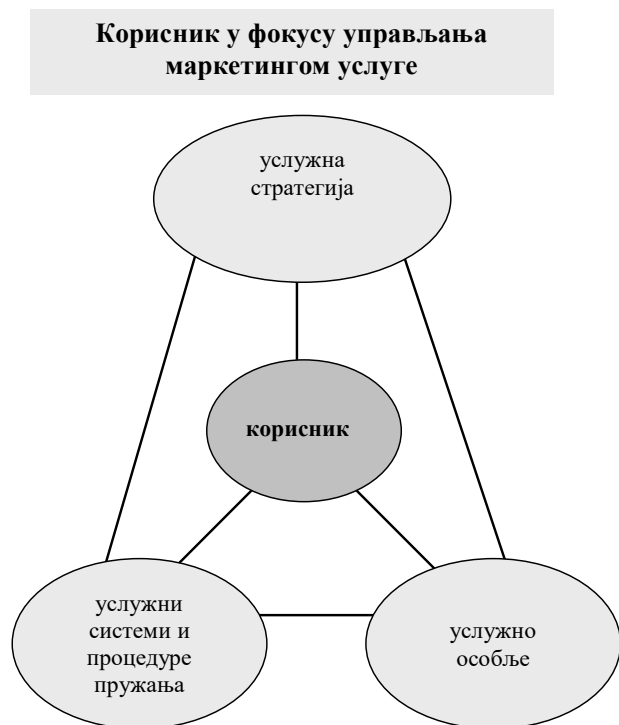 Корисник у фокусу управљања
маркетингом услуге
услужна
стратегија
корисник
услужни
системи и
процедуре
пружања
услужно
особље